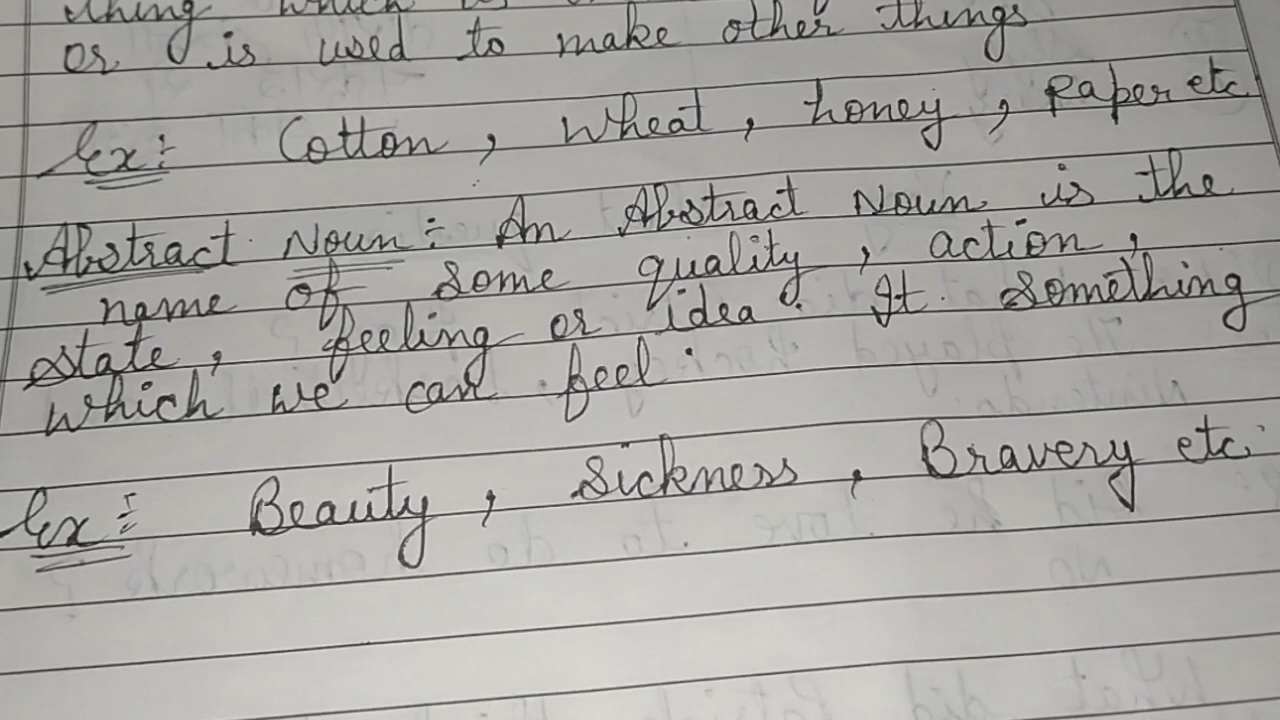 thing which
or is used to make other things
Ex:- Cotton, Wheat, honey, Paper etc
Abstract Noun:- An Abstract Noun is the
name of some quality, action,
state, feeling or idea. It something
which we can feel.
Ex:- Beauty, Sickness, Bravery etc.